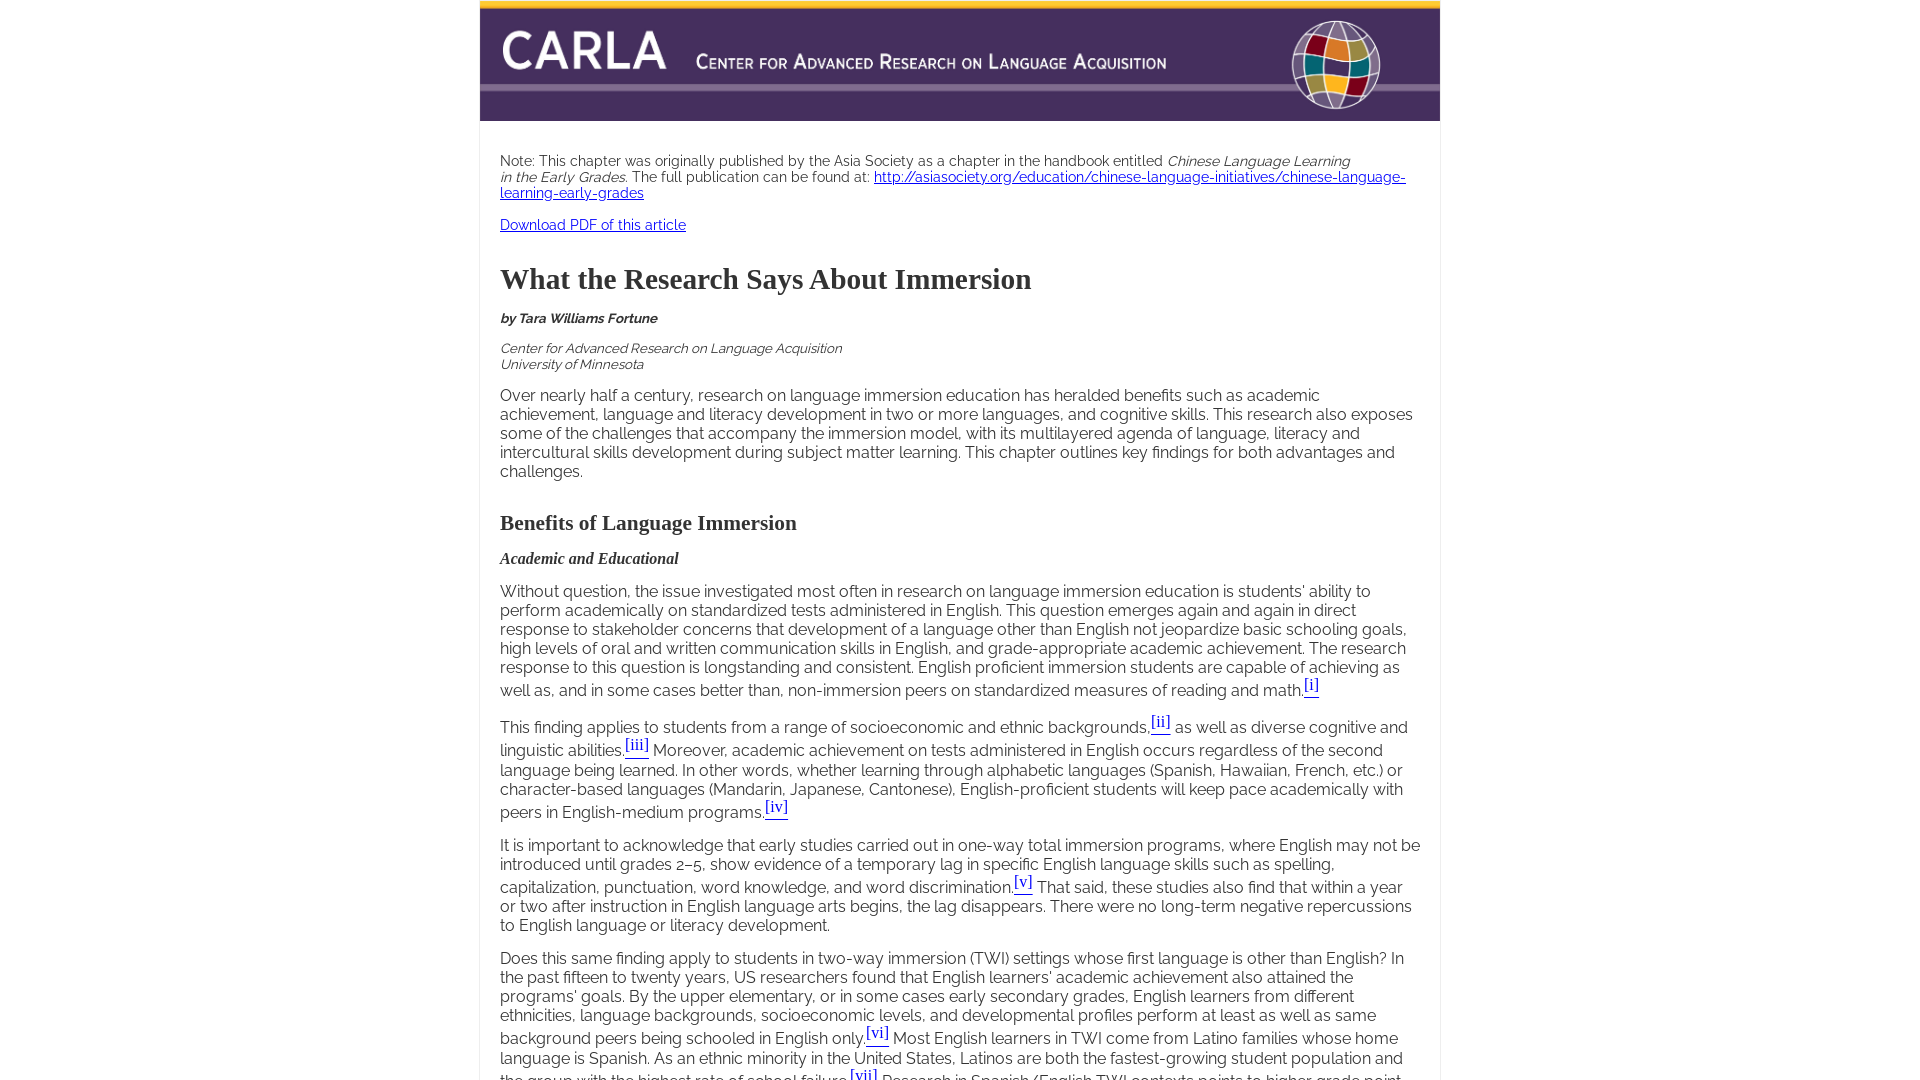 CARLA CENTER FOR ADVANCED RESEARCH ON LANGUAGE ACQUISITION
Note: This chapter was originally published by the Asia Society as a chapter in the handbook entitled Chinese Language Learning
in the Early Grades. The full publication can be found at: http://asiasociety.org/education/chinese-language-initiatives/chinese-language-
learning-early-grades
Download PDF of this article
What the Research Says About Immersion
by Tara Williams Fortune
Center for Advanced Research on Language Acquisition
University of Minnesota
Over nearly half a century, research on language immersion education has heralded benefits such as academic
achievement, language and literacy development in two or more languages, and cognitive skills. This research also exposes
some of the challenges that accompany the immersion model, with its multilayered agenda of language, literacy and
intercultural skills development during subject matter learning. This chapter outlines key findings for both advantages and
challenges.
Benefits of Language Immersion
Academic and Educational
Without question, the issue investigated most often in research on language immersion education is students' ability to
perform academically on standardized tests administered in English. This question emerges again and again in direct
response to stakeholder concerns that development of a language other than English not jeopardize basic schooling goals,
high levels of oral and written communication skills in English, and grade-appropriate academic achievement. The research
response to this question is longstanding and consistent. English proficient immersion students are capable of achieving as
well as, and in some cases better than, non-immersion peers on standardized measures of reading and math.[i]
This finding applies to students from a range of socioeconomic and ethnic backgrounds,[ii] as well as diverse cognitive and
linguistic abilities.[iii] Moreover, academic achievement on tests administered in English occurs regardless of the second
language being learned. In other words, whether learning through alphabetic languages (Spanish, Hawaiian, French, etc.) or
character-based languages (Mandarin, Japanese, Cantonese), English-proficient students will keep pace academically with
peers in English-medium programs.[iv]
It is important to acknowledge that early studies carried out in one-way total immersion programs, where English may not be
introduced until grades 2–5, show evidence of a temporary lag in specific English language skills such as spelling,
capitalization, punctuation, word knowledge, and word discrimination.[v] That said, these studies also find that within a year
or two after instruction in English language arts begins, the lag disappears. There were no long-term negative repercussions
to English language or literacy development.
Does this same finding apply to students in two-way immersion (TWI) settings whose first language is other than English? In
the past fifteen to twenty years, US researchers found that English learners' academic achievement also attained the
programs' goals. By the upper elementary, or in some cases early secondary grades, English learners from different
ethnicities, language backgrounds, socioeconomic levels, and developmental profiles perform at least as well as same
background peers being schooled in English only.[vi] Most English learners in TWI come from Latino families whose home
language is Spanish. As an ethnic minority in the United States, Latinos are both the fastest-growing student population and
the group with the highest rate of school failure.[vii] Research in Spanish/English TWI contexts points to higher grade point